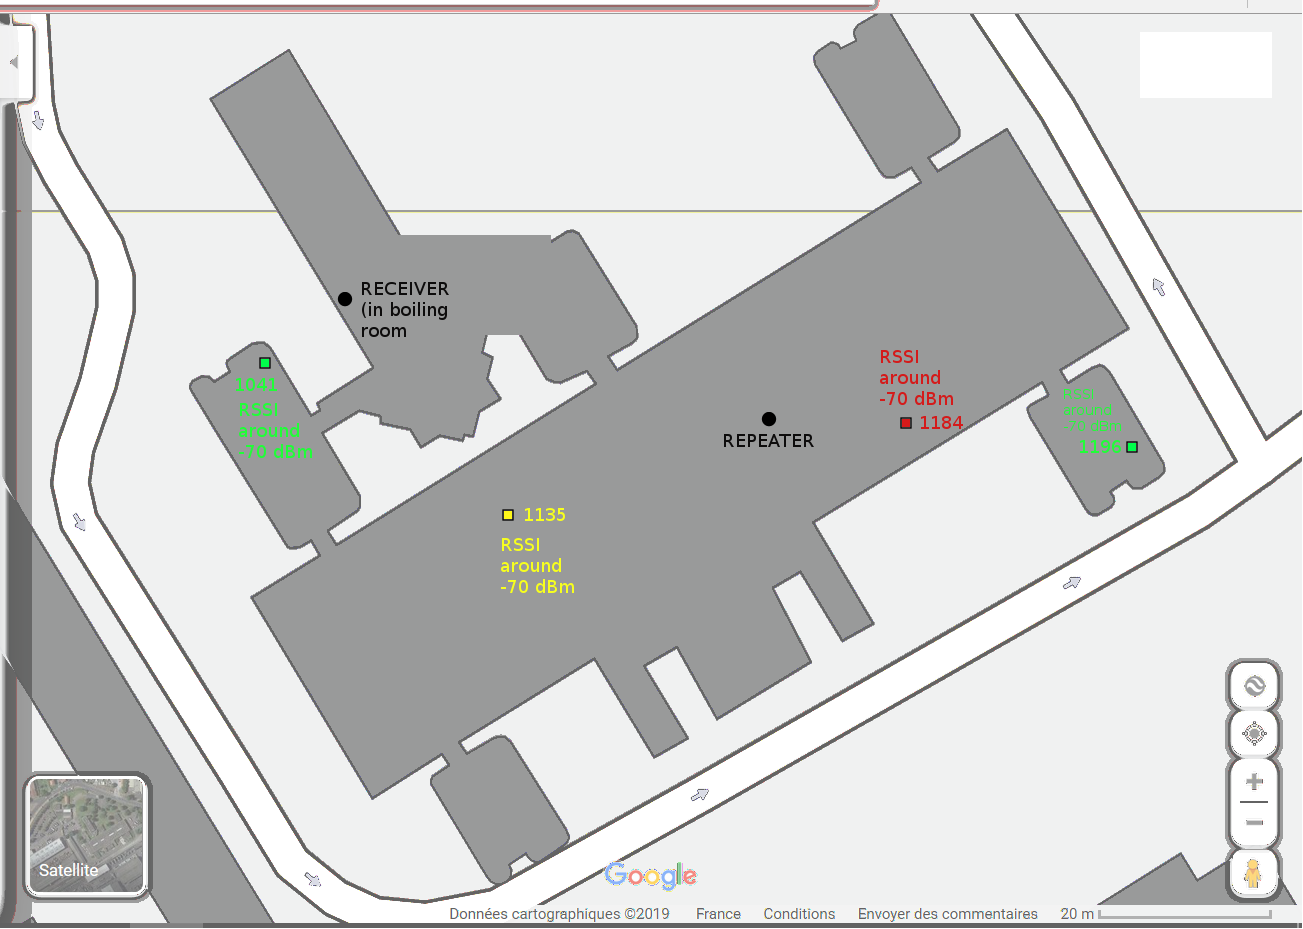 RECEIVER
(in boiling
room
1041
RSSI
around
-70 dBm
RSSI
around
-70 dBm
1184
REPEATER
RSSI
around
-70 dBm
1196
1135
RSSI
around
-70 dBm
Satellite
Google
Données cartographiques ©2019 France Conditions Envoyer des commentaires 20 m